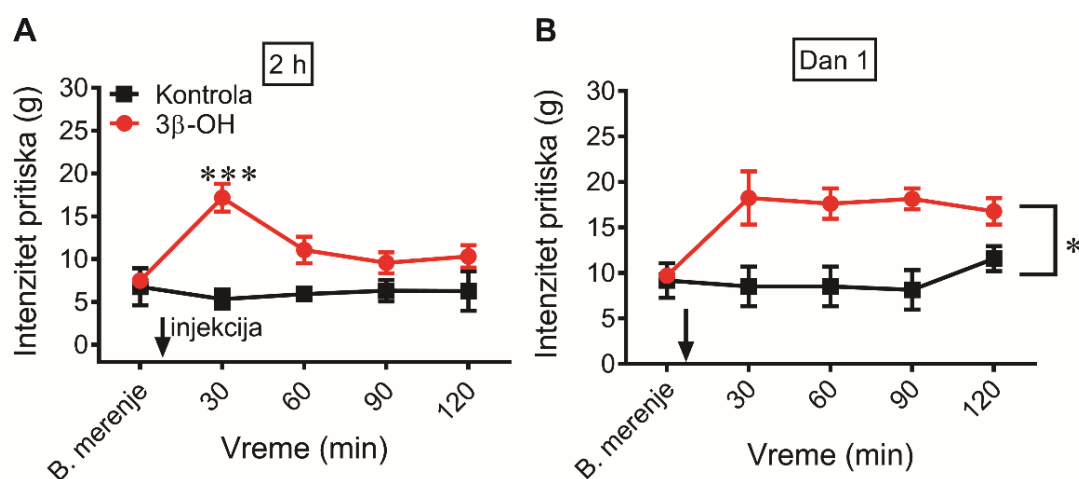 A
2 h
Intenzitet pritiska (g)
30
25
20
15
10
5
0
Kontrola
3β-OH
***
injekcija
B. merenje
30
60
90
120
Vreme (min)
B
Dan 1
Intenzitet pritiska (g)
30
25
20
15
10
5
0
*
B. merenje
30
60
90
120
Vreme (min)